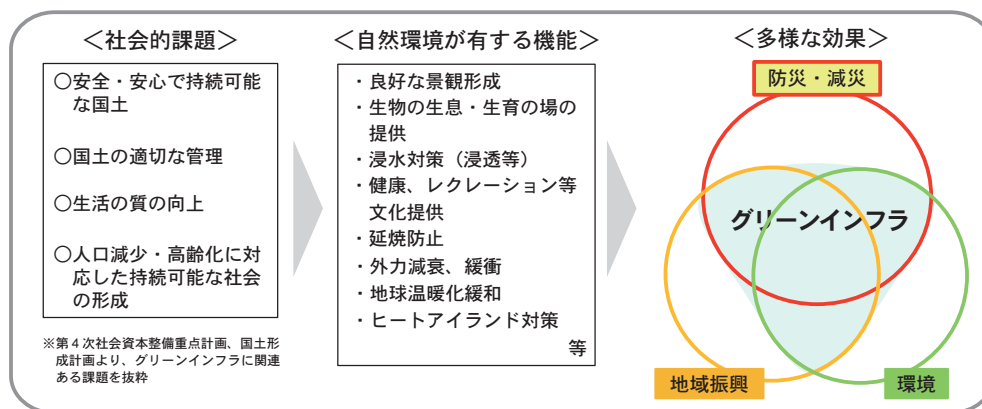 ＜社会的課題＞
○安全・安心で持続可能
な国土
○国土の適切な管理
○生活の質の向上
○人口減少・高齢化に対
応した持続可能な社会
の形成
※第４次社会資本整備重点計画、国土形
成計画より、グリーンインフラに関連
ある課題を抜粋
＜自然環境が有する機能＞
・良好な景観形成
・生物の生息・生育の場の
提供
・浸水対策（浸透等）
・健康、レクレーション等
文化提供
・延焼防止
・外力減衰、緩衝
・地球温暖化緩和
・ヒートアイランド対策
等
＜多様な効果＞
防災・減災
グリーンインフラ
地域振興
環境